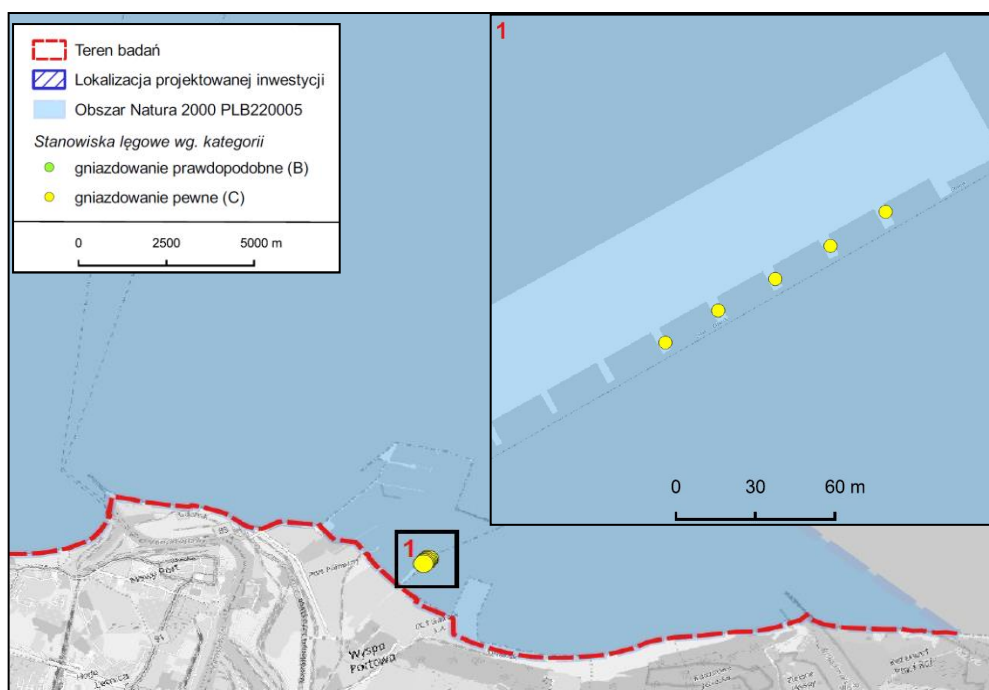 Teren badań
Lokalizacja projektowanej inwestycji
Obszar Natura 2000 PLB220005
Stanowiska lęgowe wg. kategorii
gniazdowanie prawdopodobne (B)
gniazdowanie pewne (C)
0 2500 5000 m
1
0 30 60 m
1
Nowy Port
Wyspa
Portowa
Letnica